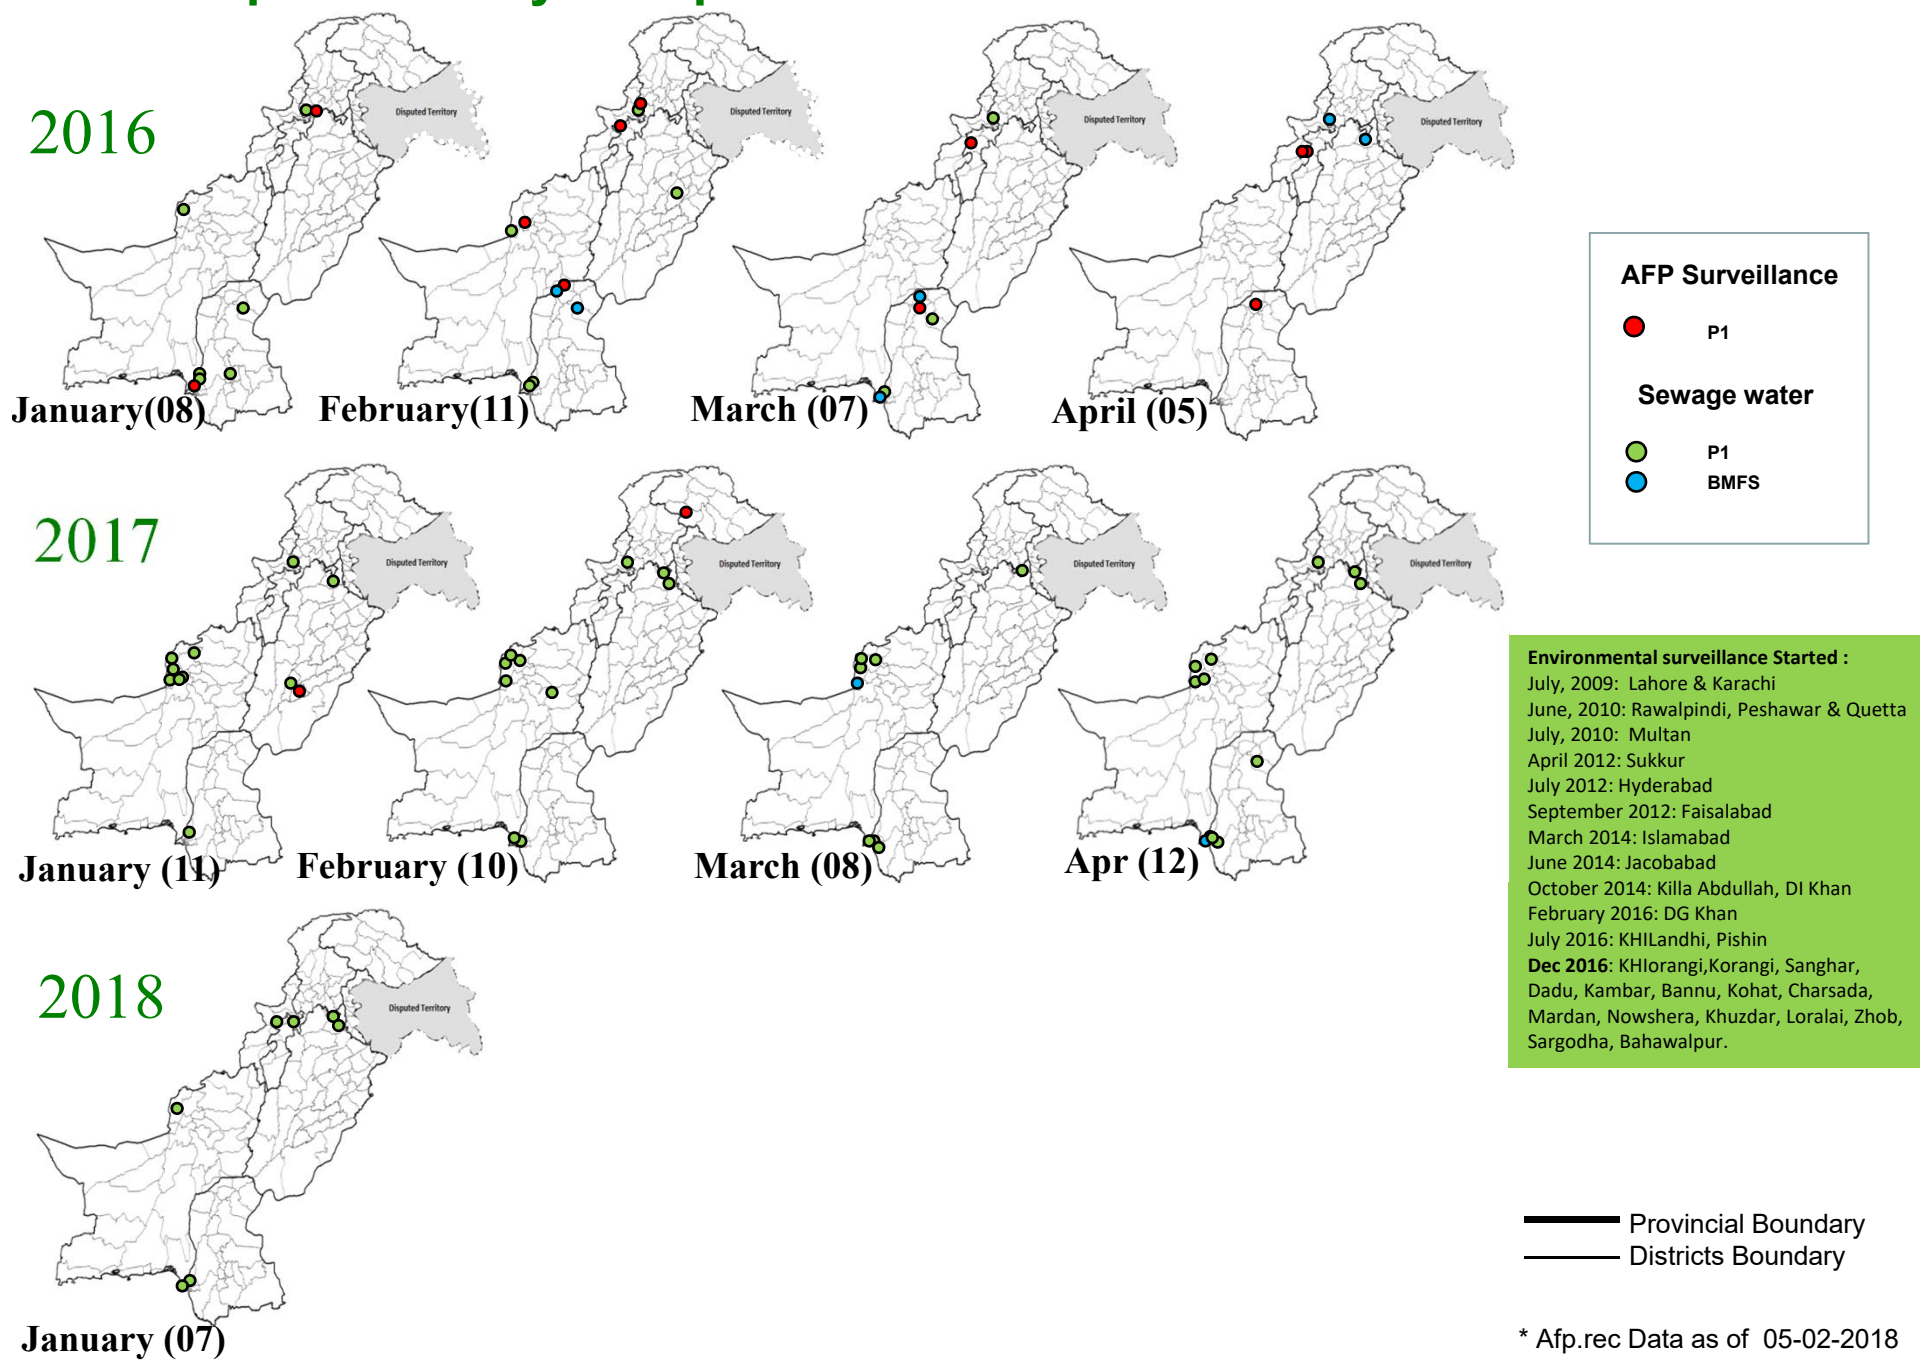 2016
Disputed Territory
Disputed Territory
Disputed Territory
Disputed Territory
January(08)
February(11)
March (07)
April (05)
AFP Surveillance
P1
Sewage water
P1
BMFS
2017
Disputed Territory
Disputed Territory
Disputed Territory
Disputed Territory
January (11)
February (10)
March (08)
Apr (12)
Environmental surveillance Started :
July, 2009: Lahore & Karachi
June, 2010: Rawalpindi, Peshawar & Quetta
July, 2010: Multan
April 2012: Sukkur
July 2012: Hyderabad
September 2012: Faisalabad
March 2014: Islamabad
June 2014: Jacobabad
October 2014: Killa Abdullah, DI Khan
February 2016: DG Khan
July 2016: KHILandhi, Pishin
Dec 2016: KHIorangi,Korangi, Sanghar,
Dadu, Kambar, Bannu, Kohat, Charsada,
Mardan, Nowshera, Khuzdar, Loralai, Zhob,
Sargodha, Bahawalpur.
2018
Disputed Territory
January (07)
Provincial Boundary
Districts Boundary
* Afp.rec Data as of 05-02-2018